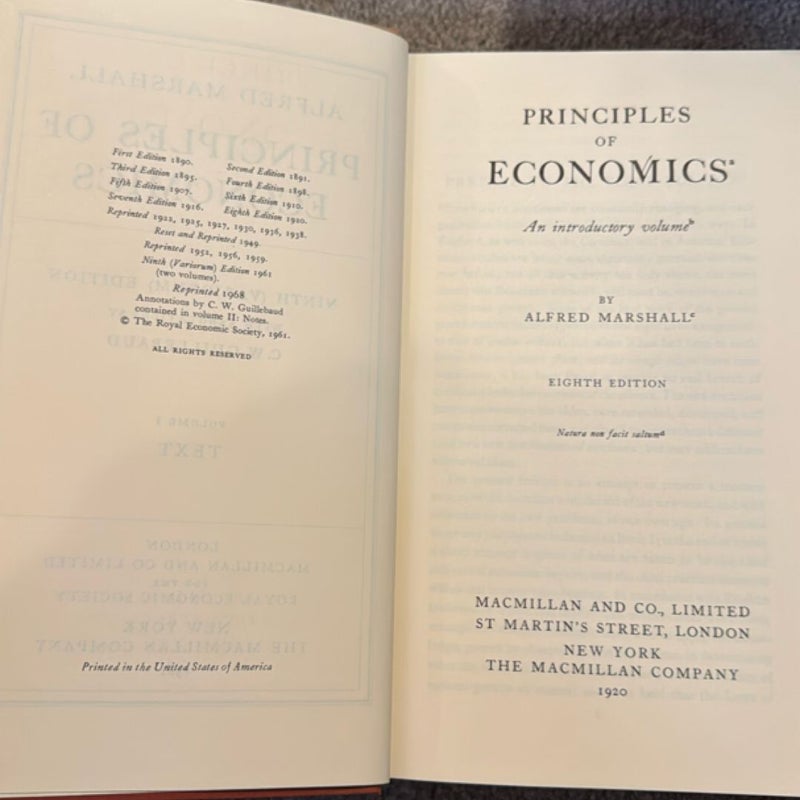 First Edition 1890.
Second Edition 1891.
Third Edition 1895.
Fourth Edition 1898.
Fifth Edition 1907.
Sixth Edition 1910.
Seventh Edition 1916.
Eighth Edition 1920.
Reprinted 1922, 1925, 1927, 1930, 1936, 1938.
Reset and Reprinted 1949.
Reprinted 1952, 1956, 1959.
Ninth (Variorum) Edition 1961
(two volumes).
Reprinted 1968
Annotations by C. W. Guillebaud
contained in volume II: Notes.
© The Royal Economic Society, 1961.
ALL RIGHTS RESERVED
Printed in the United States of America
PRINCIPLES
OF
ECONOMICSᵃ
An introductory volumeᵇ
BY
ALFRED MARSHALLᶜ
EIGHTH EDITION
Natura non facit saltumᵈ
MACMILLAN AND CO., LIMITED
ST MARTIN'S STREET, LONDON
NEW YORK
THE MACMILLAN COMPANY
1920